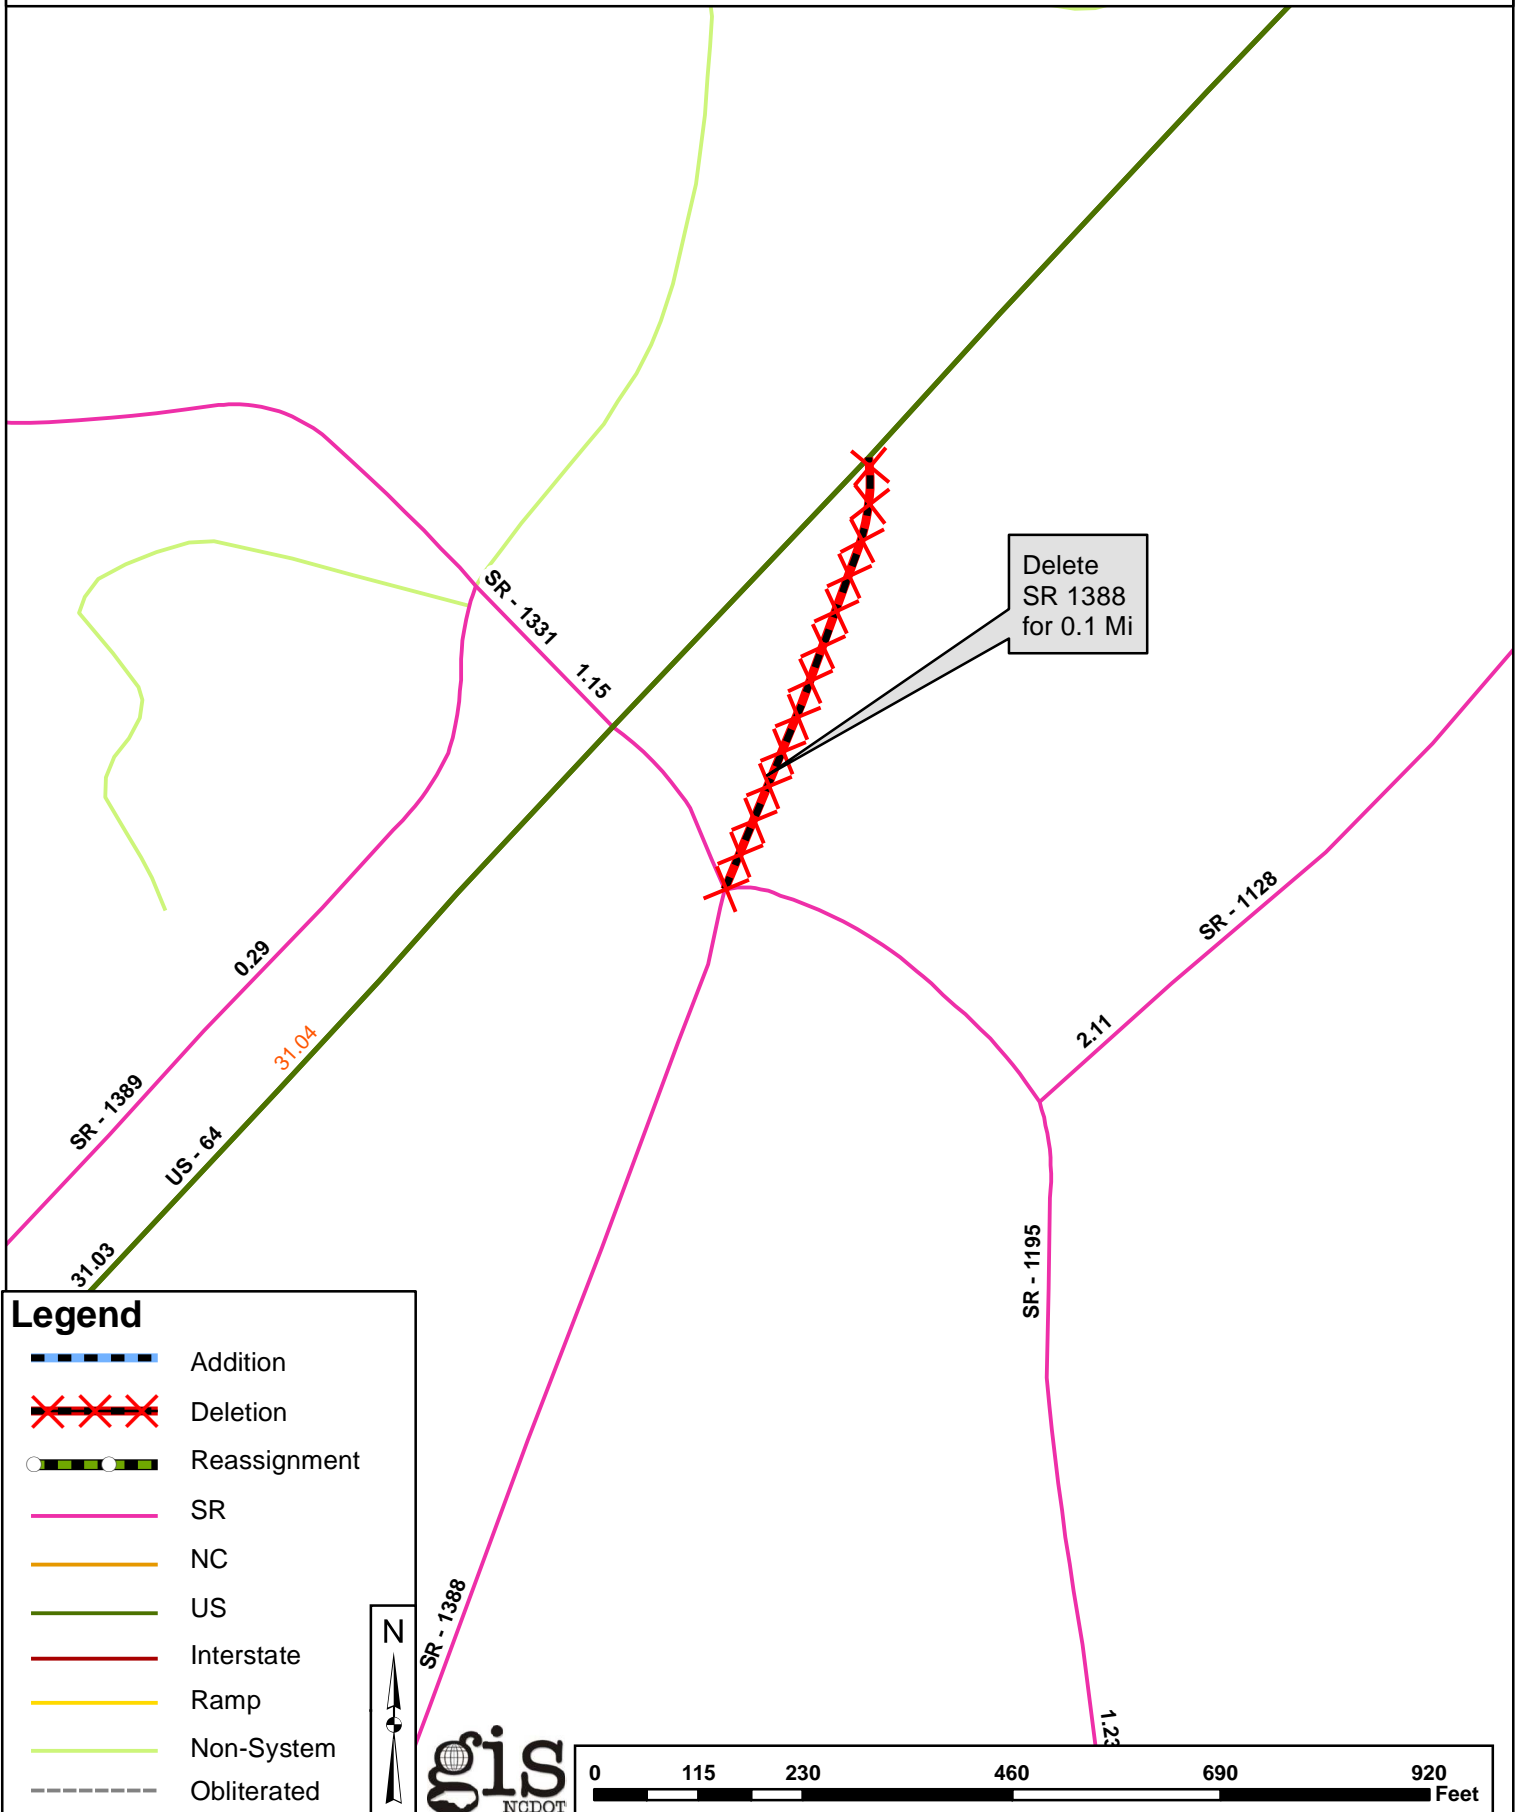 SR - 1331
1.15
Delete
SR 1388
for 0.1 Mi
SR - 1128
2.11
0.29
31.04
SR - 1389
US - 64
31.03
SR - 1195
SR - 1388
1.23
Legend
Addition
Deletion
Reassignment
SR
NC
US
Interstate
Ramp
Non-System
Obliterated
N
gis
NCDOT
0 115 230 460 690 920
Feet